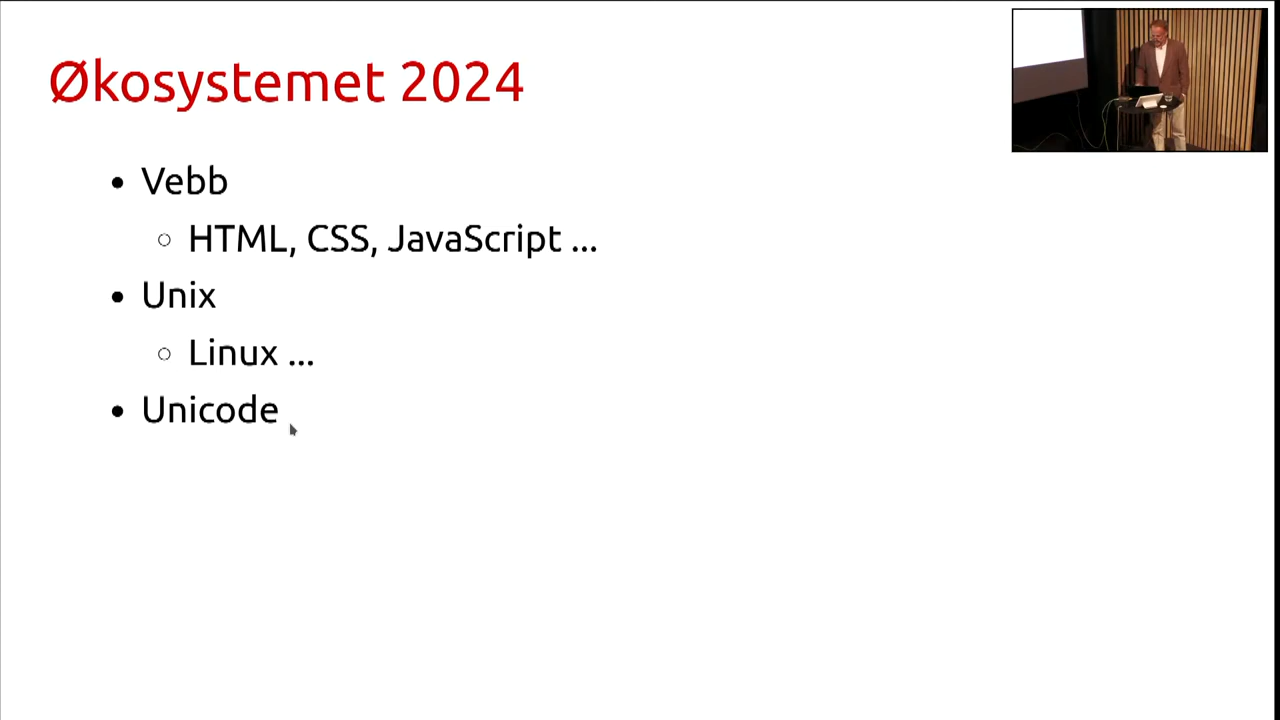 Økosystemet 2024
Vebb
HTML, CSS, JavaScript ...
Unix
Linux ...
Unicode